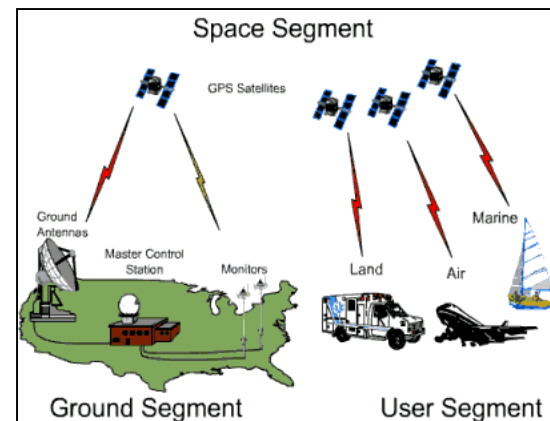 Space Segment
GPS Satellites
Ground
Antennas
Master Control
Station
Monitors
Land
Air
Marine
Ground Segment
User Segment